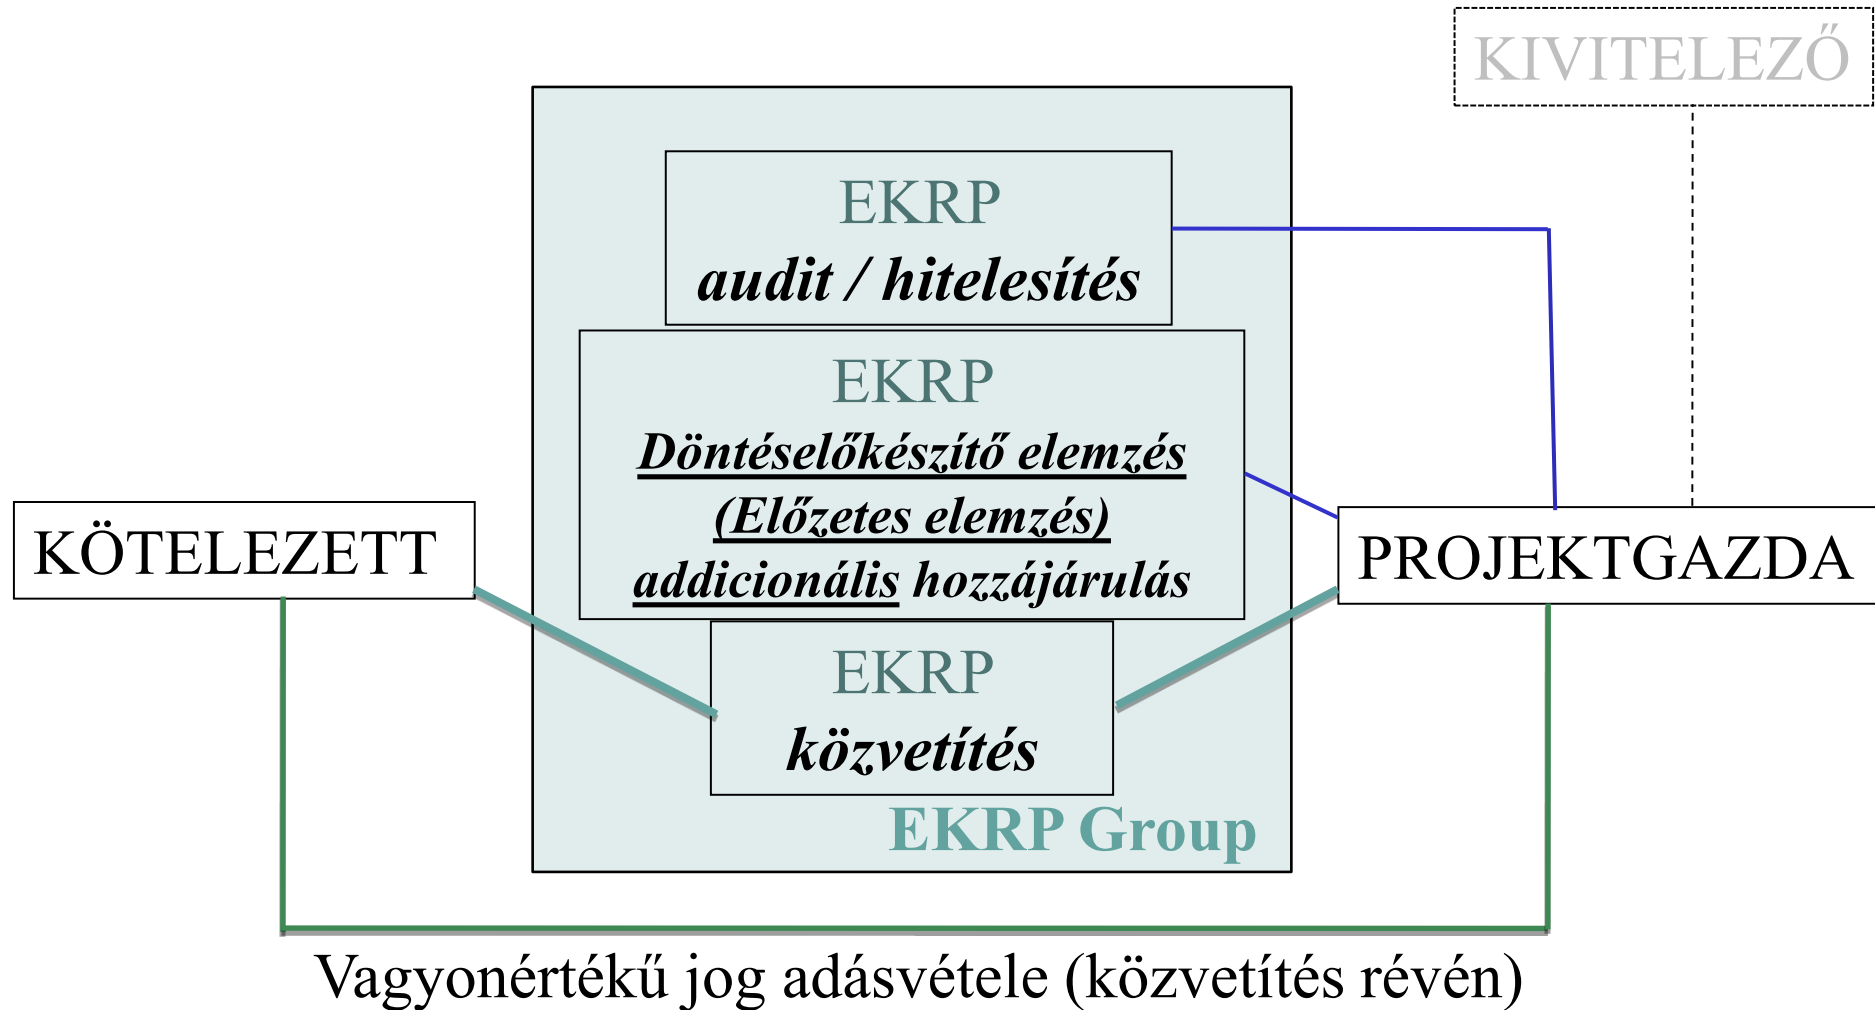 KIVITELEZŐ
EKRP
audit / hitelesítés
EKRP
Döntéselőkészítő elemzés
(Előzetes elemzés)
addicionális hozzájárulás
KÖTELEZETT
PROJEKTGAZDA
EKRP
közvetítés
EKRP Group
Vagyonértékű jog adásvétele (közvetítés révén)